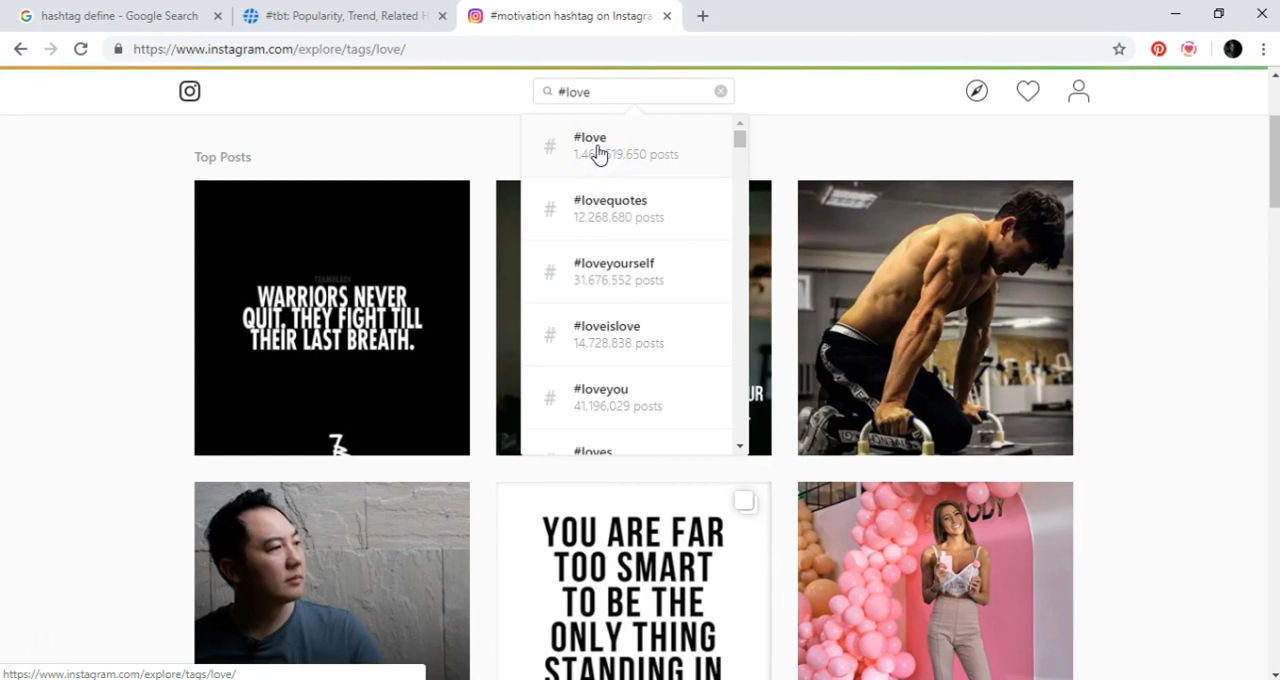 hashtag define - Google Search
#tbt: Popularity, Trend, Related H
#motivation hashtag on Instagra
https://www.instagram.com/explore/tags/love/
#love
Top Posts
#love
619,650 posts
#lovequotes
12,268,680 posts
#loveyourself
31,676,552 posts
#loveislove
14,728,838 posts
#loveyou
41,196,029 posts
#loves
WARRIORS NEVER
QUIT. THEY FIGHT TILL
THEIR LAST BREATH.
UR
YOU ARE FAR
TOO SMART
TO BE THE
ONLY THING
STANDING IN
https://www.instagram.com/explore/tags/love/